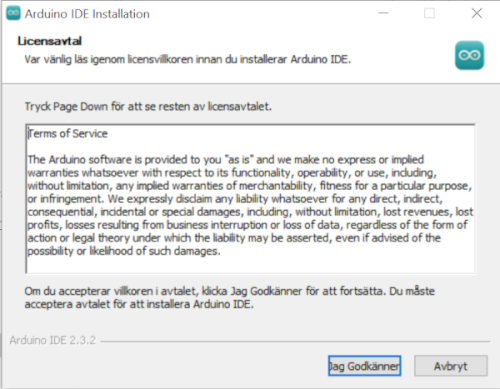 Arduino IDE Installation
Licensavtal
Var vänlig läs igenom licensvillkoren innan du installerar Arduino IDE.
Tryck Page Down för att se resten av licensavtalet.
Terms of Service
The Arduino software is provided to you "as is" and we make no express or implied
warranties whatsoever with respect to its functionality, operability, or use, including,
without limitation, any implied warranties of merchantability, fitness for a particular purpose,
or infringement. We expressly disclaim any liability whatsoever for any direct, indirect,
consequential, incidental or special damages, including, without limitation, lost revenues, lost
profits, losses resulting from business interruption or loss of data, regardless of the form of
action or legal theory under which the liability may be asserted, even if advised of the
possibility or likelihood of such damages.
Om du accepterar villkoren i avtalet, klicka Jag Godkänner för att fortsätta. Du måste
acceptera avtalet för att installera Arduino IDE.
Arduino IDE 2.3.2
Jag Godkänner Avbryt